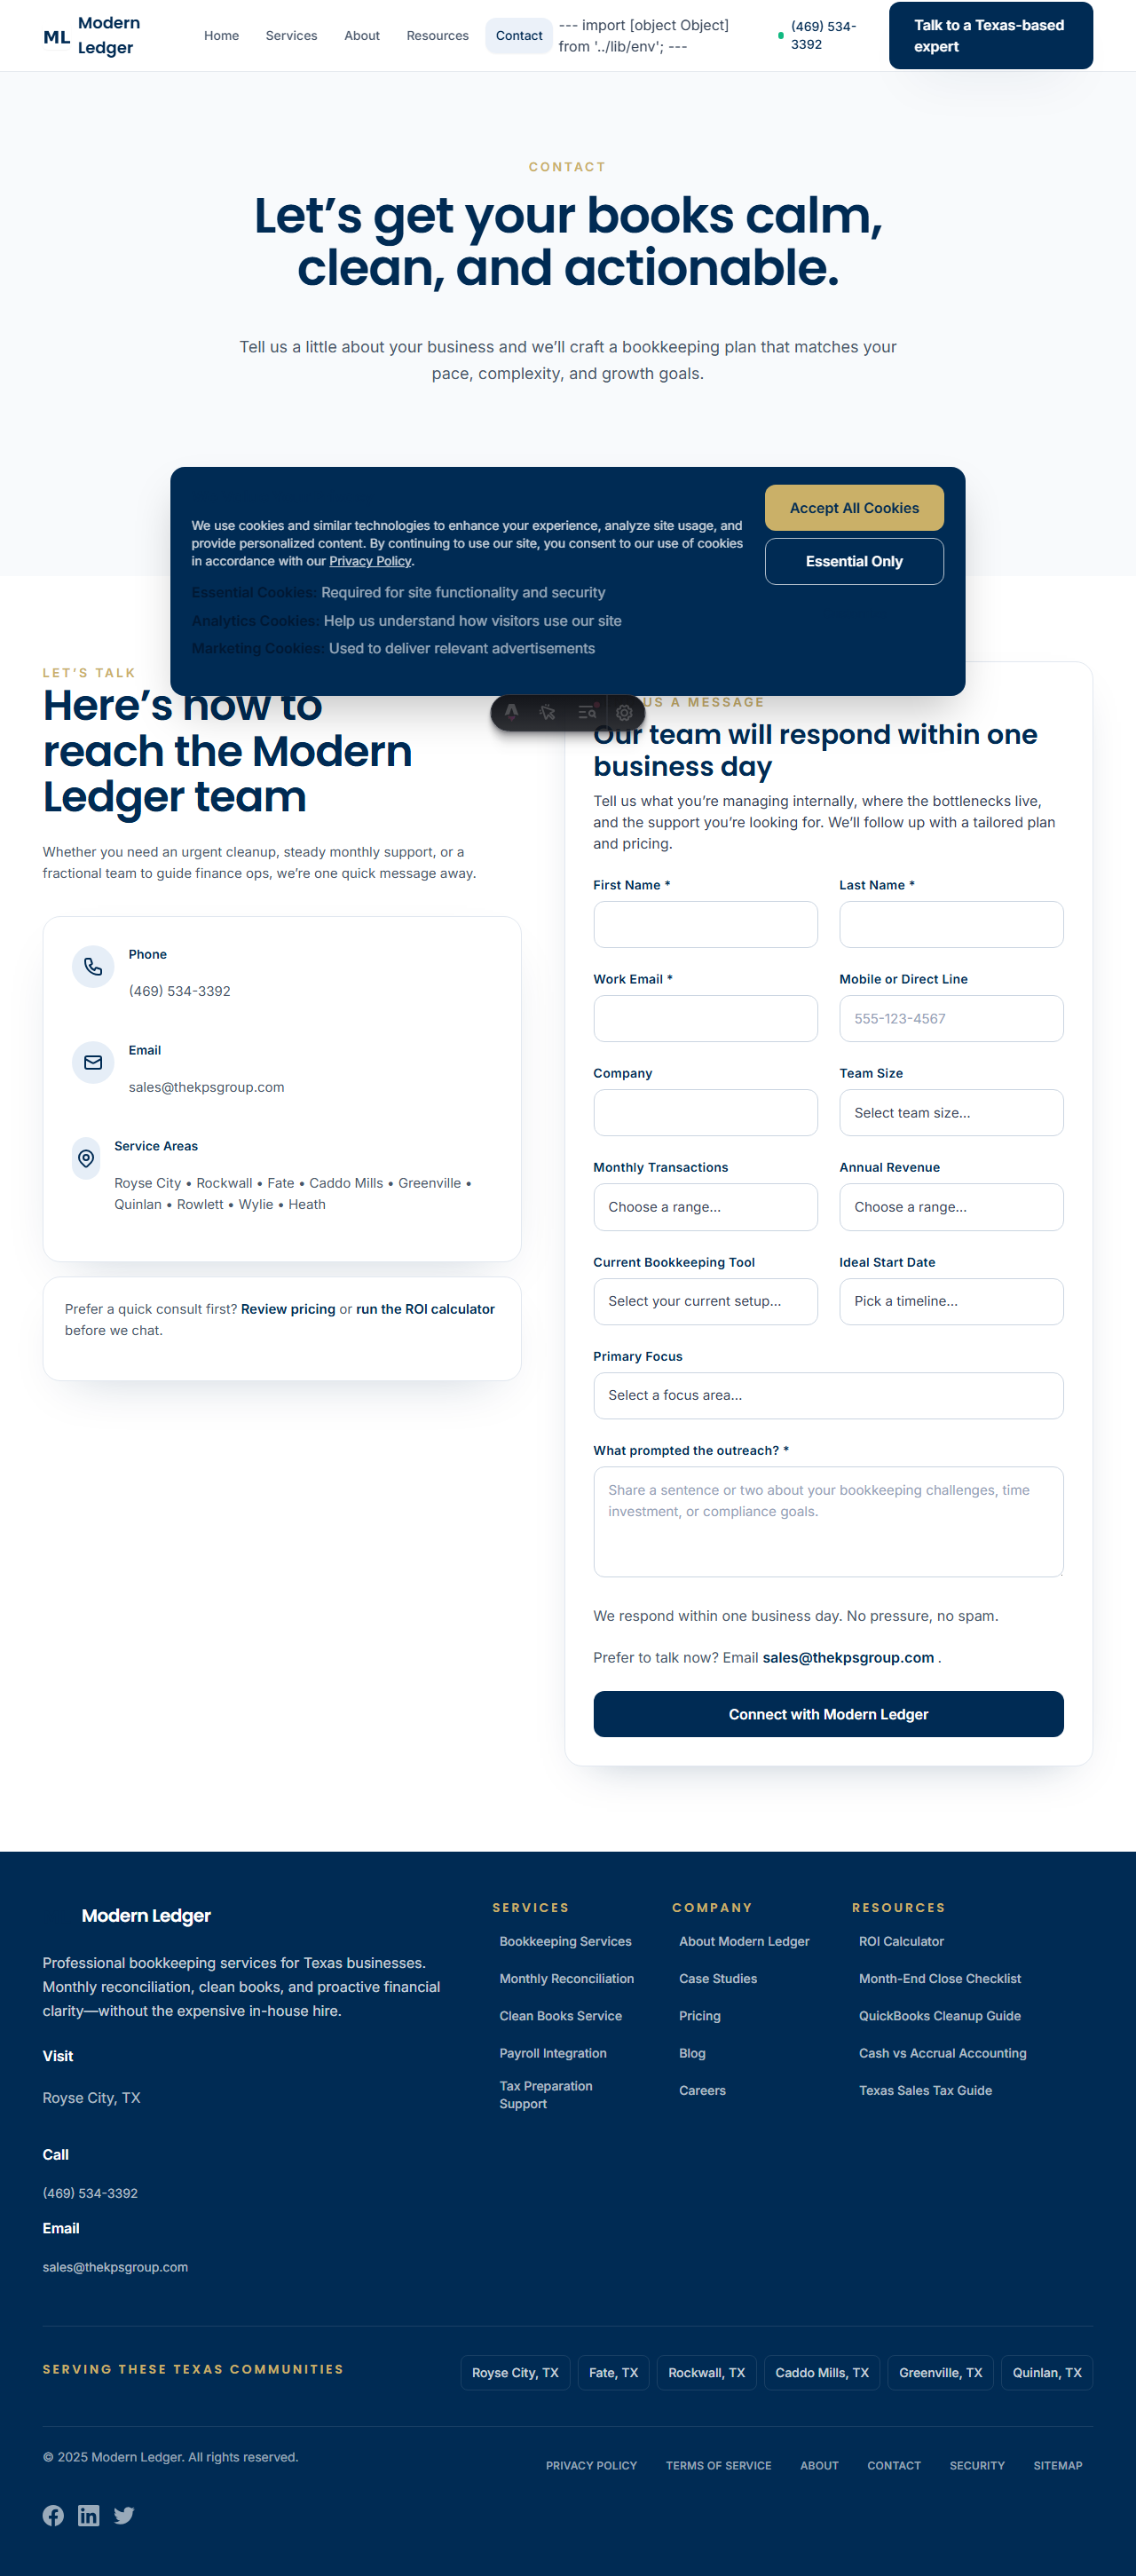 ML
Modern
Ledger
Home
Services
About
Resources
Contact
--- import [object Object]
from '../lib/env'; ---
(469) 534-
3392
Talk to a Texas-based
expert
CONTACT
Let’s get your books calm,
clean, and actionable.
Tell us a little about your business and we’ll craft a bookkeeping plan that matches your
pace, complexity, and growth goals.
We use cookies and similar technologies to enhance your experience, analyze site usage, and
provide personalized content. By continuing to use our site, you consent to our use of cookies
in accordance with our Privacy Policy.
Essential Cookies: Required for site functionality and security
Analytics Cookies: Help us understand how visitors use our site
Marketing Cookies: Used to deliver relevant advertisements
Accept All Cookies
Essential Only
LET’S TALK
Here’s how to
reach the Modern
Ledger team
Whether you need an urgent cleanup, steady monthly support, or a
fractional team to guide finance ops, we’re one quick message away.
Phone
(469) 534-3392
Email
sales@thekpsgroup.com
Service Areas
Royse City • Rockwall • Fate • Caddo Mills • Greenville •
Quinlan • Rowlett • Wylie • Heath
Prefer a quick consult first? Review pricing or run the ROI calculator
before we chat.
US A MESSAGE
Our team will respond within one
business day
Tell us what you’re managing internally, where the bottlenecks live,
and the support you’re looking for. We’ll follow up with a tailored plan
and pricing.
First Name *
Last Name *
Work Email *
Mobile or Direct Line
555-123-4567
Company
Team Size
Select team size...
Monthly Transactions
Annual Revenue
Choose a range...
Choose a range...
Current Bookkeeping Tool
Ideal Start Date
Select your current setup...
Pick a timeline...
Primary Focus
Select a focus area...
What prompted the outreach? *
Share a sentence or two about your bookkeeping challenges, time
investment, or compliance goals.
We respond within one business day. No pressure, no spam.
Prefer to talk now? Email sales@thekpsgroup.com .
Connect with Modern Ledger
Modern Ledger
Professional bookkeeping services for Texas businesses.
Monthly reconciliation, clean books, and proactive financial
clarity—without the expensive in-house hire.
Visit
Royse City, TX
Call
(469) 534-3392
Email
sales@thekpsgroup.com
SERVICES
Bookkeeping Services
Monthly Reconciliation
Clean Books Service
Payroll Integration
Tax Preparation
Support
COMPANY
About Modern Ledger
Case Studies
Pricing
Blog
Careers
RESOURCES
ROI Calculator
Month-End Close Checklist
QuickBooks Cleanup Guide
Cash vs Accrual Accounting
Texas Sales Tax Guide
SERVING THESE TEXAS COMMUNITIES
Royse City, TX
Fate, TX
Rockwall, TX
Caddo Mills, TX
Greenville, TX
Quinlan, TX
© 2025 Modern Ledger. All rights reserved.
PRIVACY POLICY
TERMS OF SERVICE
ABOUT
CONTACT
SECURITY
SITEMAP